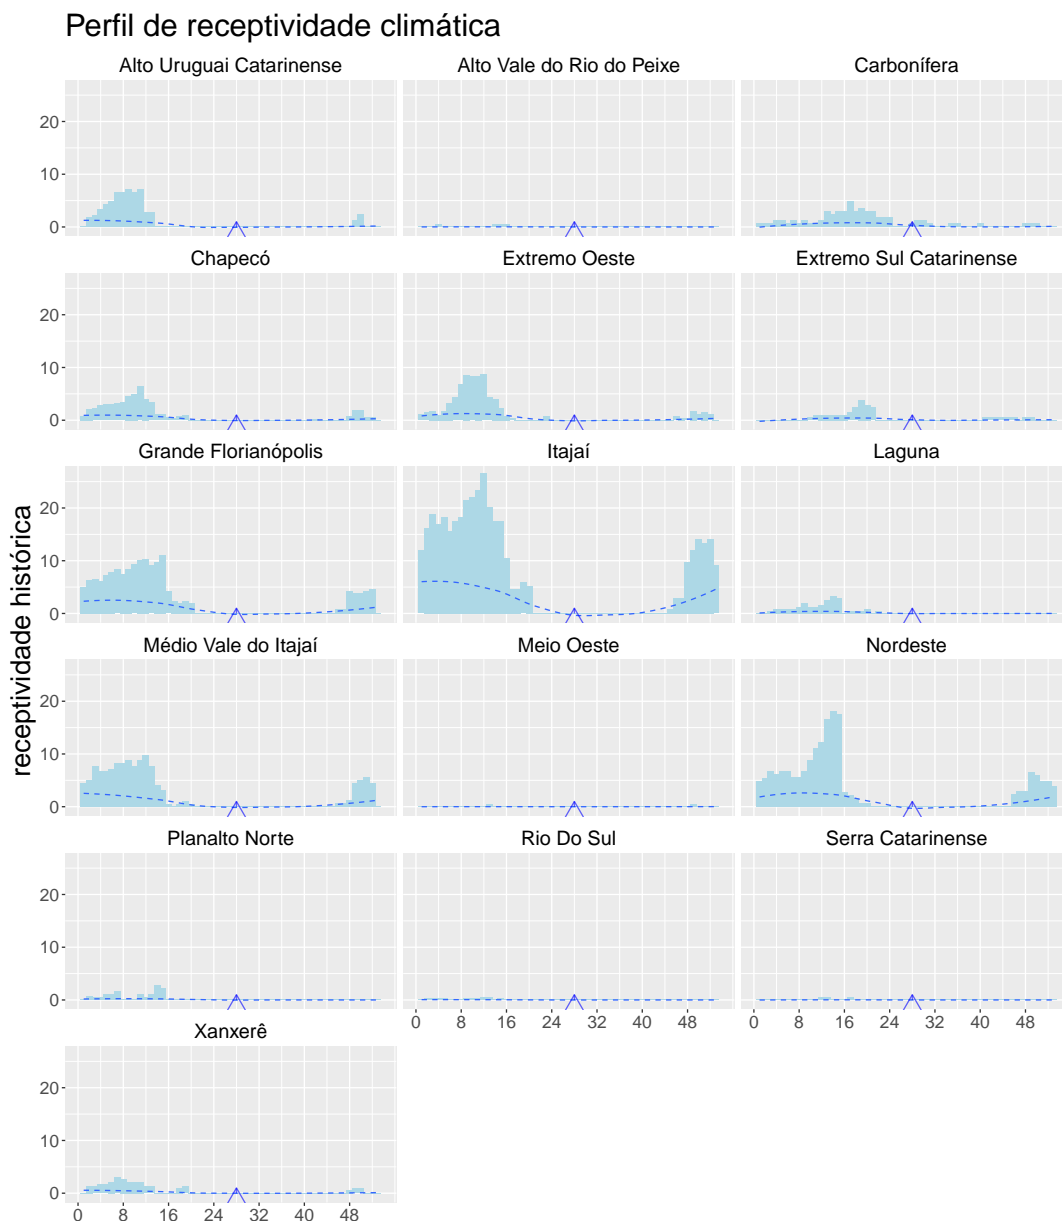 Perfil de receptividade climática
Alto Uruguai Catarinense
Alto Vale do Rio do Peixe
Carbonífera
20
10
0
Chapecó
Extremo Oeste
Extremo Sul Catarinense
20
10
0
Grande Florianópolis
Itajaí
Laguna
20
10
0
receptividade histórica
Médio Vale do Itajaí
Meio Oeste
Nordeste
20
10
0
Planalto Norte
Rio Do Sul
Serra Catarinense
20
10
0
0 8 16 24 32 40 48
0 8 16 24 32 40 48
Xanxerê
20
10
0
0 8 16 24 32 40 48